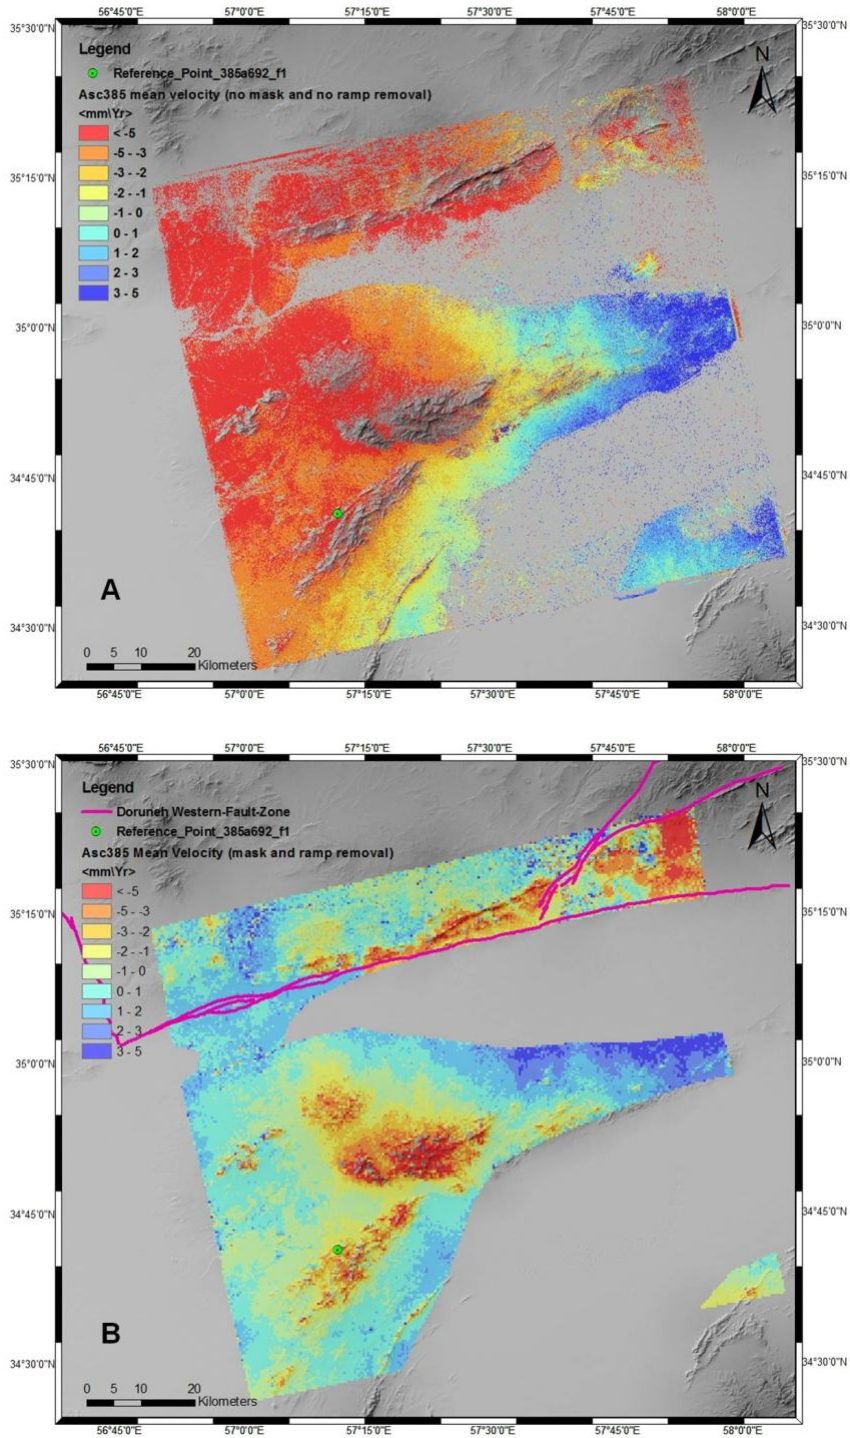 56°45'0"E 57°0'0"E 57°15'0"E 57°30'0"E 57°45'0"E 58°0'0"E
35°30'0"N 35°30'0"N
Legend
N
Reference_Point_385a692_f1
Asc385 mean velocity (no mask and no ramp removal)
<mm\Yr>
< -5
-5 - -3
-3 - -2
-2 - -1
-1 - 0
0 - 1
1 - 2
2 - 3
3 - 5
35°15'0"N 35°15'0"N
35°0'0"N 35°0'0"N
34°45'0"N 34°45'0"N
A
34°30'0"N 34°30'0"N
0 5 10 20
Kilometers
56°45'0"E 57°0'0"E 57°15'0"E 57°30'0"E 57°45'0"E 58°0'0"E
56°45'0"E 57°0'0"E 57°15'0"E 57°30'0"E 57°45'0"E 58°0'0"E
35°30'0"N 35°30'0"N
Legend
N
Doruneh Western-Fault-Zone
Reference_Point_385a692_f1
Asc385 Mean Velocity (mask and ramp removal)
<mm\Yr>
< -5
-5 - -3
-3 - -2
-2 - -1
-1 - 0
0 - 1
1 - 2
2 - 3
3 - 5
35°15'0"N 35°15'0"N
35°0'0"N 35°0'0"N
34°45'0"N 34°45'0"N
B
34°30'0"N 34°30'0"N
0 5 10 20
Kilometers
56°45'0"E 57°0'0"E 57°15'0"E 57°30'0"E 57°45'0"E 58°0'0"E